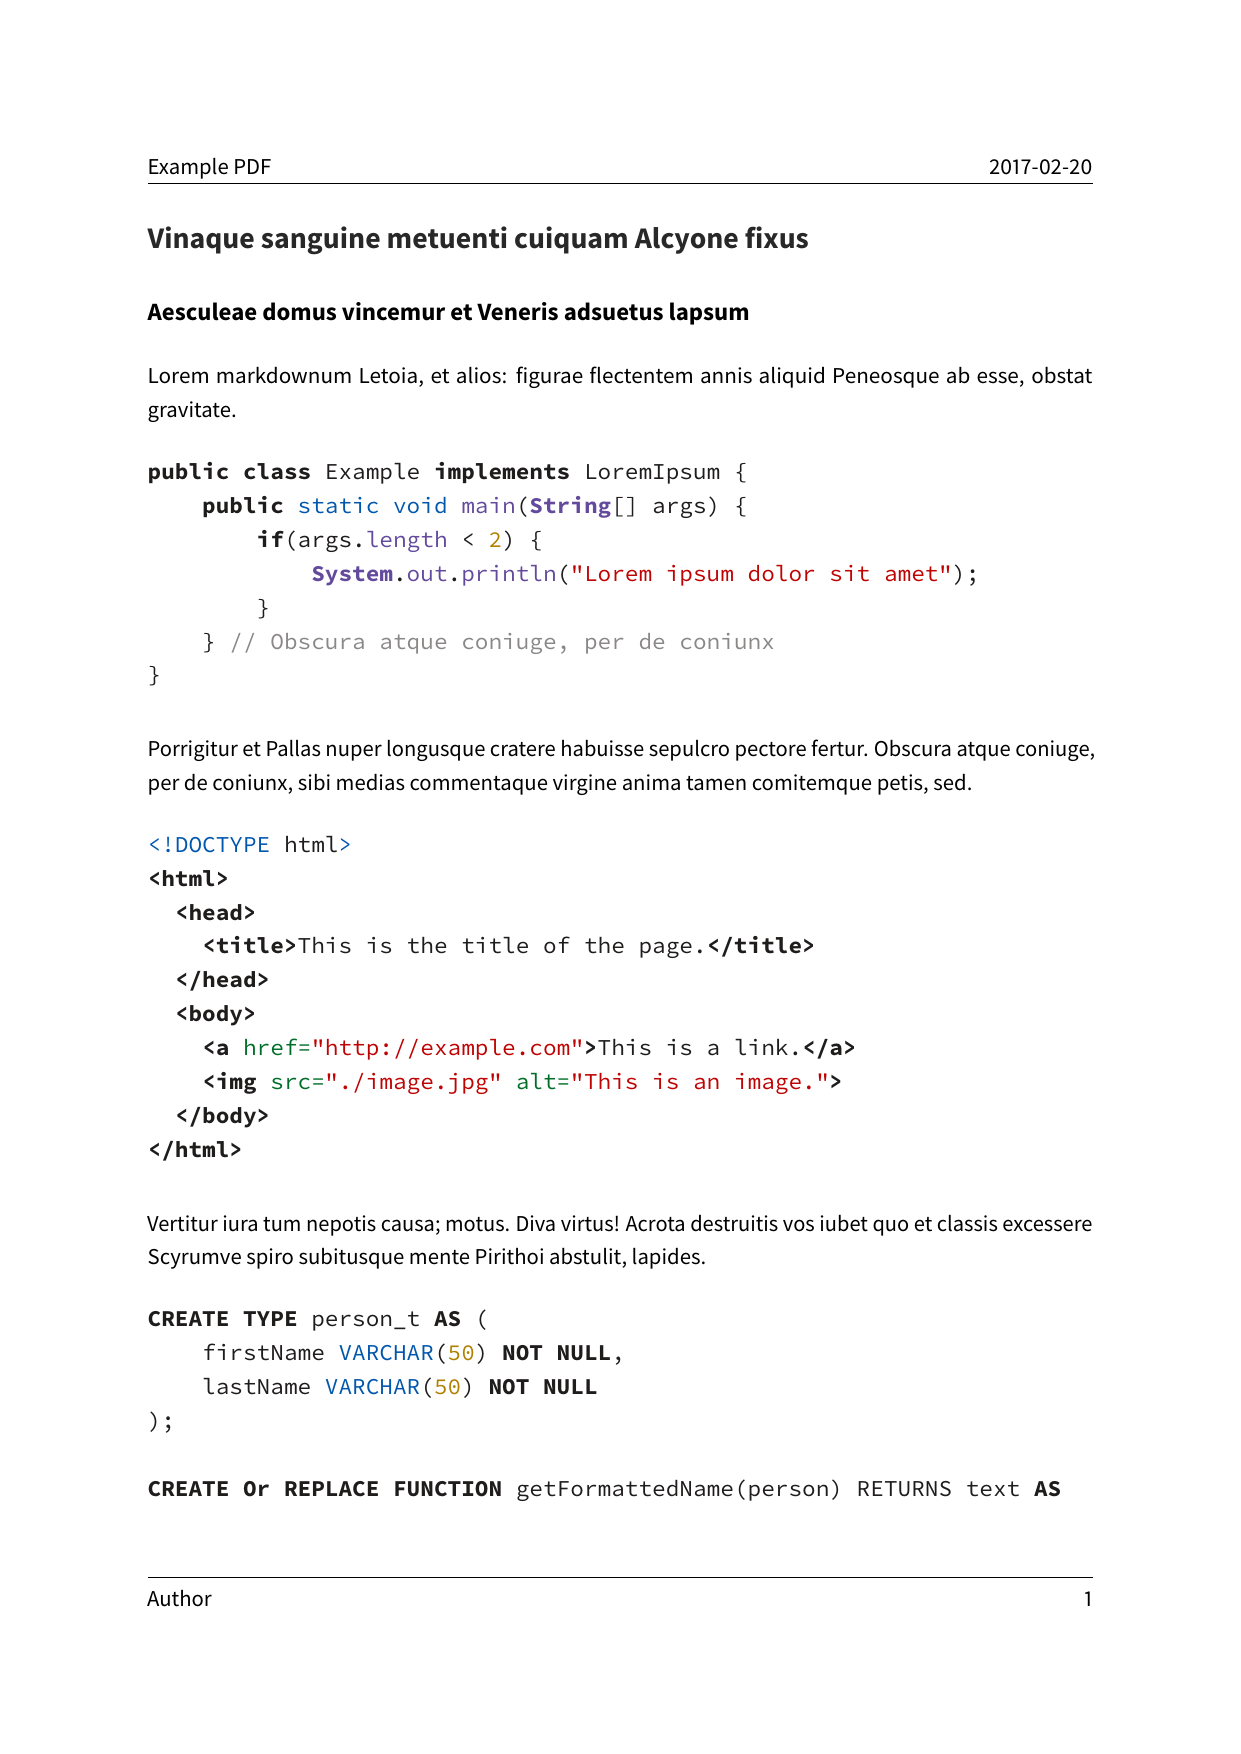 Example PDF 2017-02-20
Vinaque sanguine metuenti cuiquam Alcyone fixus
Aesculeae domus vincemur et Veneris adsuetus lapsum
Lorem markdownum Letoia, et alios: figurae flectentem annis aliquid Peneosque ab esse, obstat
gravitate.
public class Example implements LoremIpsum {
    public static void main(String[] args) {
        if(args.length < 2) {
            System.out.println("Lorem ipsum dolor sit amet");
        }
    } // Obscura atque coniuge, per de coniunx
}
Porrigitur et Pallas nuper longusque cratere habuisse sepulcro pectore fertur. Obscura atque coniuge,
per de coniunx, sibi medias commentaque virgine anima tamen comitemque petis, sed.
<!DOCTYPE html>
<html>
  <head>
    <title>This is the title of the page.</title>
  </head>
  <body>
    <a href="http://example.com">This is a link.</a>
    <img src="./image.jpg" alt="This is an image.">
  </body>
</html>
Vertitur iura tum nepotis causa; motus. Diva virtus! Acrota destruitis vos iubet quo et classis excessere
Scyrumve spiro subitusque mente Pirithoi abstulit, lapides.
CREATE TYPE person_t AS (
    firstName VARCHAR(50) NOT NULL,
    lastName VARCHAR(50) NOT NULL
);
CREATE Or REPLACE FUNCTION getFormattedName(person) RETURNS text AS
Author 1